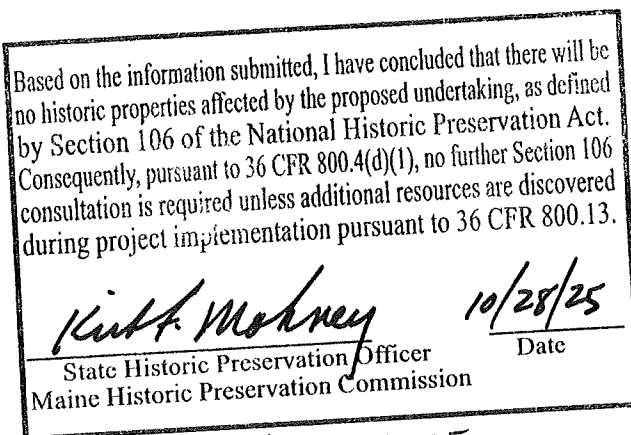 Based on the information submitted, I have concluded that there will be
no historic properties affected by the proposed undertaking, as defined
by Section 106 of the National Historic Preservation Act.
Consequently, pursuant to 36 CFR 800.4(d)(1), no further Section 106
consultation is required unless additional resources are discovered
during project implementation pursuant to 36 CFR 800.13.
Kirk F. Mohney 10/28/25
State Historic Preservation Officer Date
Maine Historic Preservation Commission